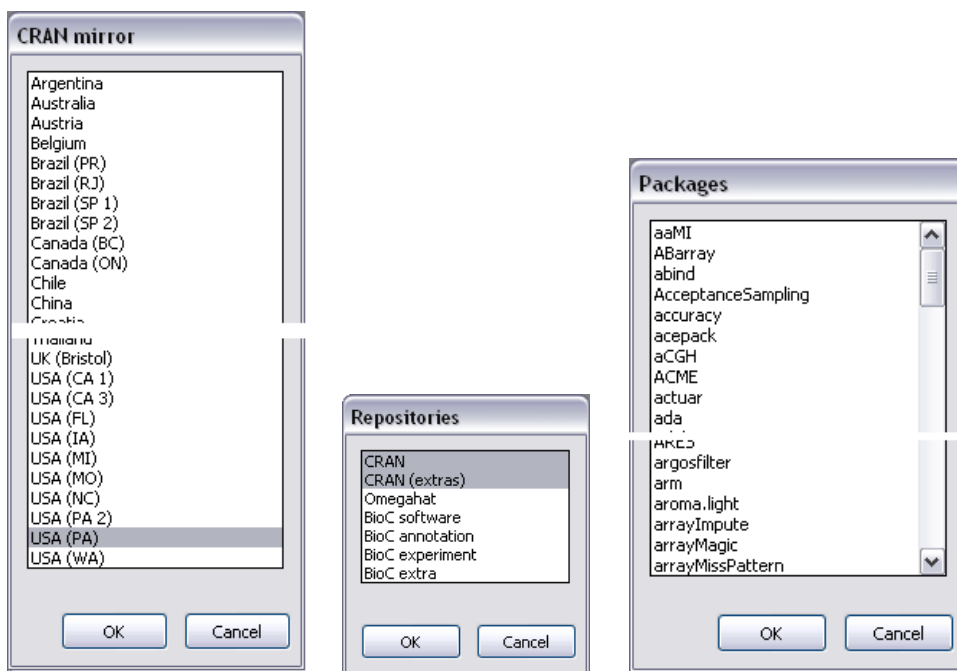 CRAN mirror
Argentina
Australia
Austria
Belgium
Brazil (PR)
Brazil (RJ)
Brazil (SP 1)
Brazil (SP 2)
Canada (BC)
Canada (ON)
Chile
China
UK (Bristol)
USA (CA 1)
USA (CA 3)
USA (FL)
USA (IA)
USA (MI)
USA (MO)
USA (NC)
USA (PA 2)
USA (PA)
USA (WA)
OK
Cancel
Repositories
CRAN
CRAN (extras)
Omegahat
BioC software
BioC annotation
BioC experiment
BioC extra
OK
Cancel
Packages
aaMI
ABarray
abind
AcceptanceSampling
accuracy
acepack
aCGH
ACME
actuar
ada
ARES
argosfilter
arm
aroma.light
arrayImpute
arrayMagic
arrayMissPattern
OK
Cancel